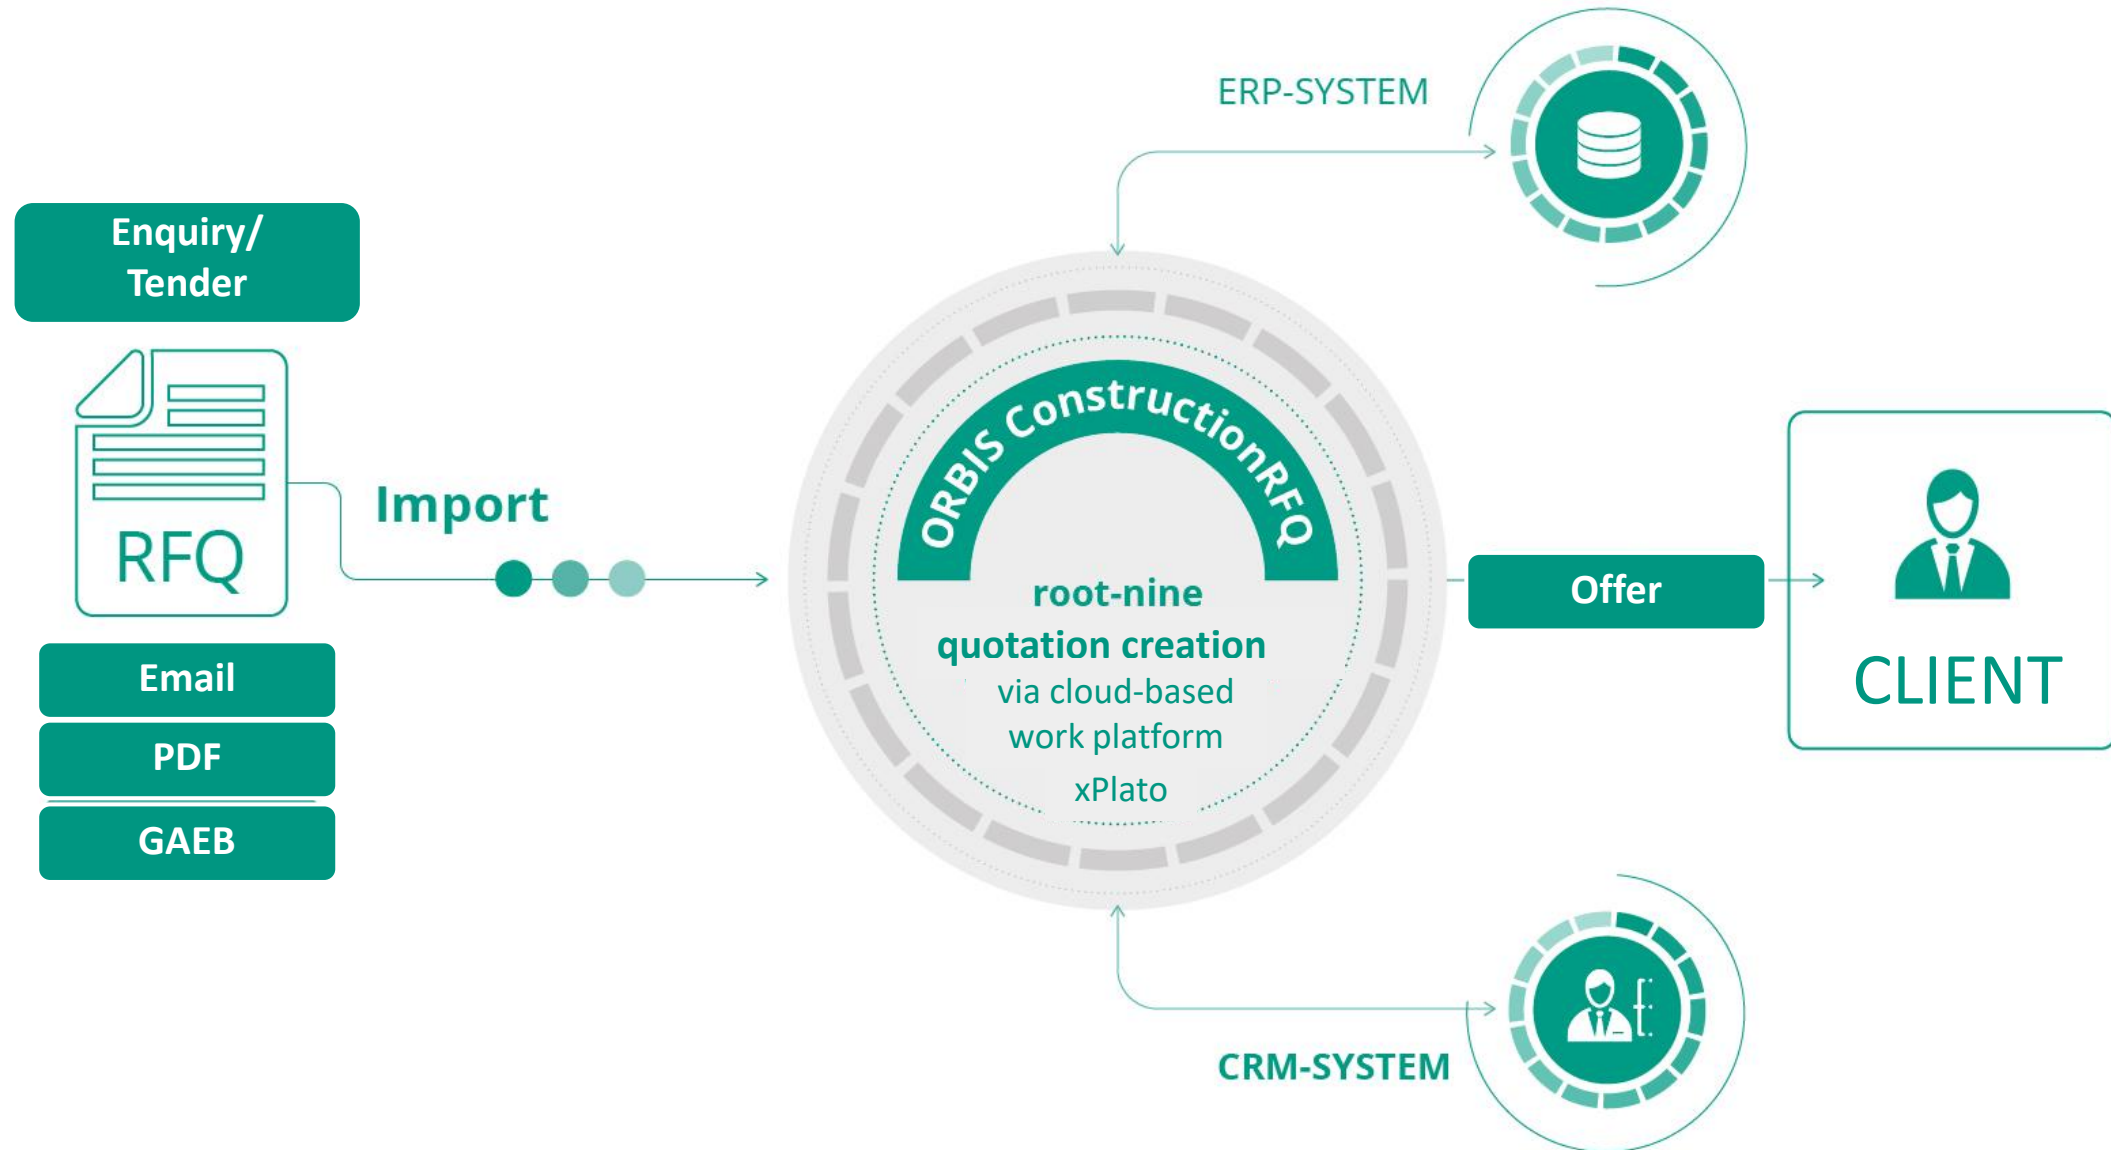 ERP-SYSTEM
Enquiry/
Tender
RFQ
Import
Email
PDF
GAEB
ORBIS ConstructionRFQ
root-nine
quotation creation
via cloud-based
work platform
xPlato
Offer
CLIENT
CRM-SYSTEM